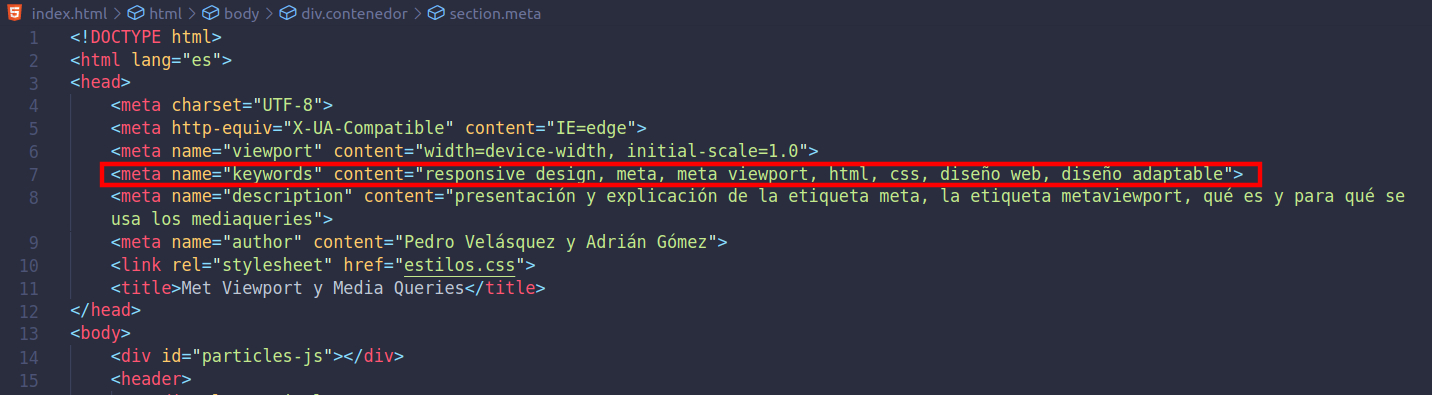 index.html > html > body > div.contenedor > section.meta
1 <!DOCTYPE html>
2 <html lang="es">
3 <head>
4 <meta charset="UTF-8">
5 <meta http-equiv="X-UA-Compatible" content="IE=edge">
6 <meta name="viewport" content="width=device-width, initial-scale=1.0">
7 <meta name="keywords" content="responsive design, meta, meta viewport, html, css, diseño web, diseño adaptable">
8 <meta name="description" content="presentación y explicación de la etiqueta meta, la etiqueta metaviewport, qué es y para qué se
usa los mediaqueries">
9 <meta name="author" content="Pedro Velásquez y Adrián Gómez">
10 <link rel="stylesheet" href="estilos.css">
11 <title>Met Viewport y Media Queries</title>
12 </head>
13 <body>
14 <div id="particles-js"></div>
15 <header>